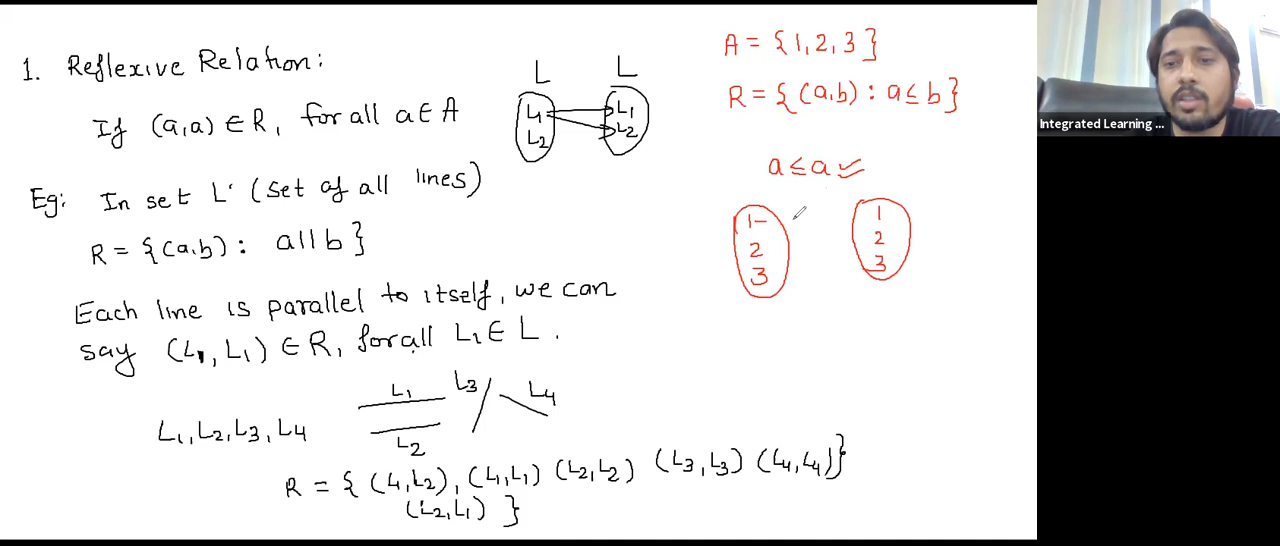 1. Reflexive Relation:
If (a,a) ∈ R, for all a ∈ A
L L
L1 L1
L2 L2
Eg: In set L (set of all lines)
R = {(a,b) : a||b}
Each line is parallel to itself, we can
say (L1, L1) ∈ R, for all L1 ∈ L.
L1, L2, L3, L4
L1 L3 L4
L2
R = { (L1,L2), (L1,L1) (L2,L2) (L3,L3) (L4,L4)}
(L2,L1) }
A = {1,2,3}
R = {(a,b) : a ≤ b}
a ≤ a ✓
1 1
2 2
3 3
Integrated Learning ...